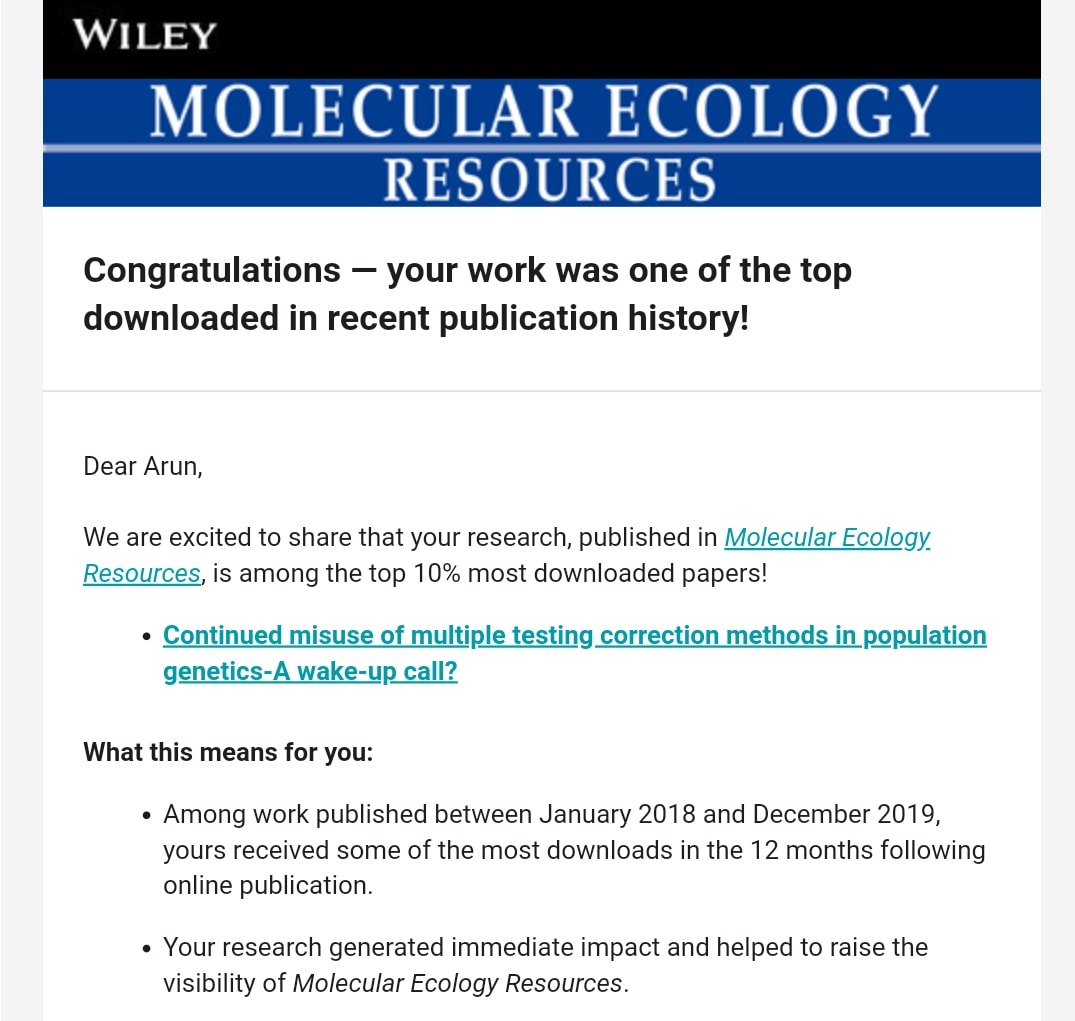 WILEY
MOLECULAR ECOLOGY
RESOURCES
Congratulations — your work was one of the top
downloaded in recent publication history!
Dear Arun,
We are excited to share that your research, published in Molecular Ecology
Resources, is among the top 10% most downloaded papers!
• Continued misuse of multiple testing correction methods in population
genetics-A wake-up call?
What this means for you:
• Among work published between January 2018 and December 2019,
yours received some of the most downloads in the 12 months following
online publication.
• Your research generated immediate impact and helped to raise the
visibility of Molecular Ecology Resources.